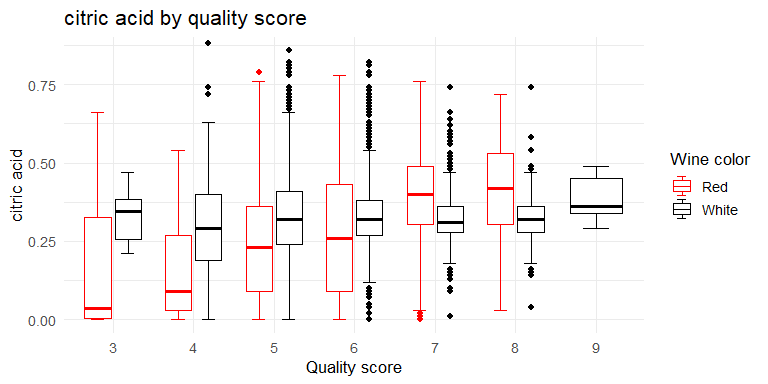 citric acid by quality score
citric acid
0.75
0.50
0.25
0.00
3 4 5 6 7 8 9
Quality score
Wine color
Red
White